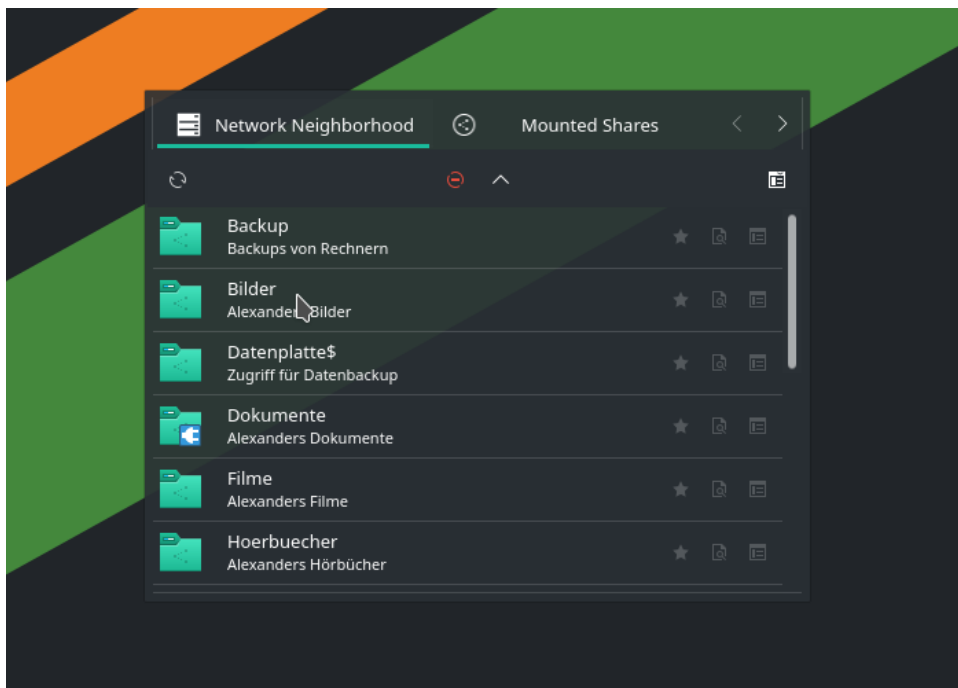 Network Neighborhood
Mounted Shares
Backup
Backups von Rechnern
Bilder
Alexanders Bilder
Datenplatte$
Zugriff für Datenbackup
Dokumente
Alexanders Dokumente
Filme
Alexanders Filme
Hoerbuecher
Alexanders Hörbücher